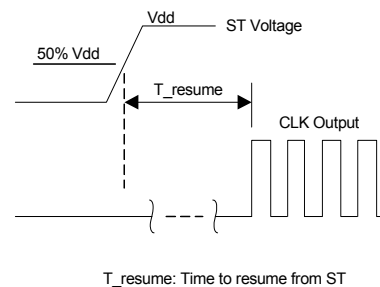 Vdd
ST Voltage
50% Vdd
T_resume
CLK Output
T_resume: Time to resume from ST